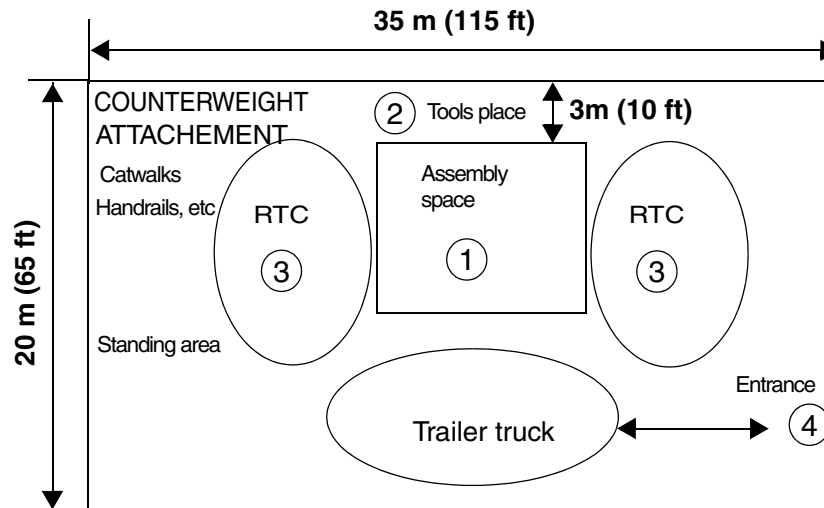 35 m (115 ft)
COUNTERWEIGHT
ATTACHEMENT
2 Tools place
3m (10 ft)
Catwalks
Handrails, etc
RTC
3
Assembly
space
1
RTC
3
20 m (65 ft)
Standing area
Entrance
4
Trailer truck